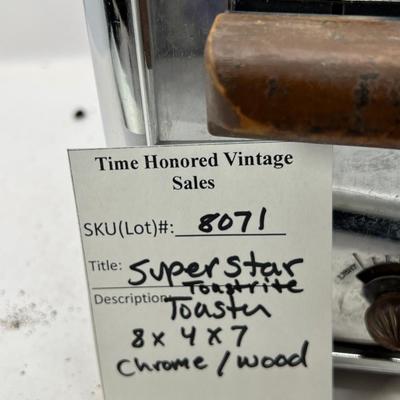 Time Honored Vintage
Sales
SKU(Lot)#: 8071
Title: Superstar
Toastrite
Description: Toaster
8 x 4 x 7
Chrome / wood